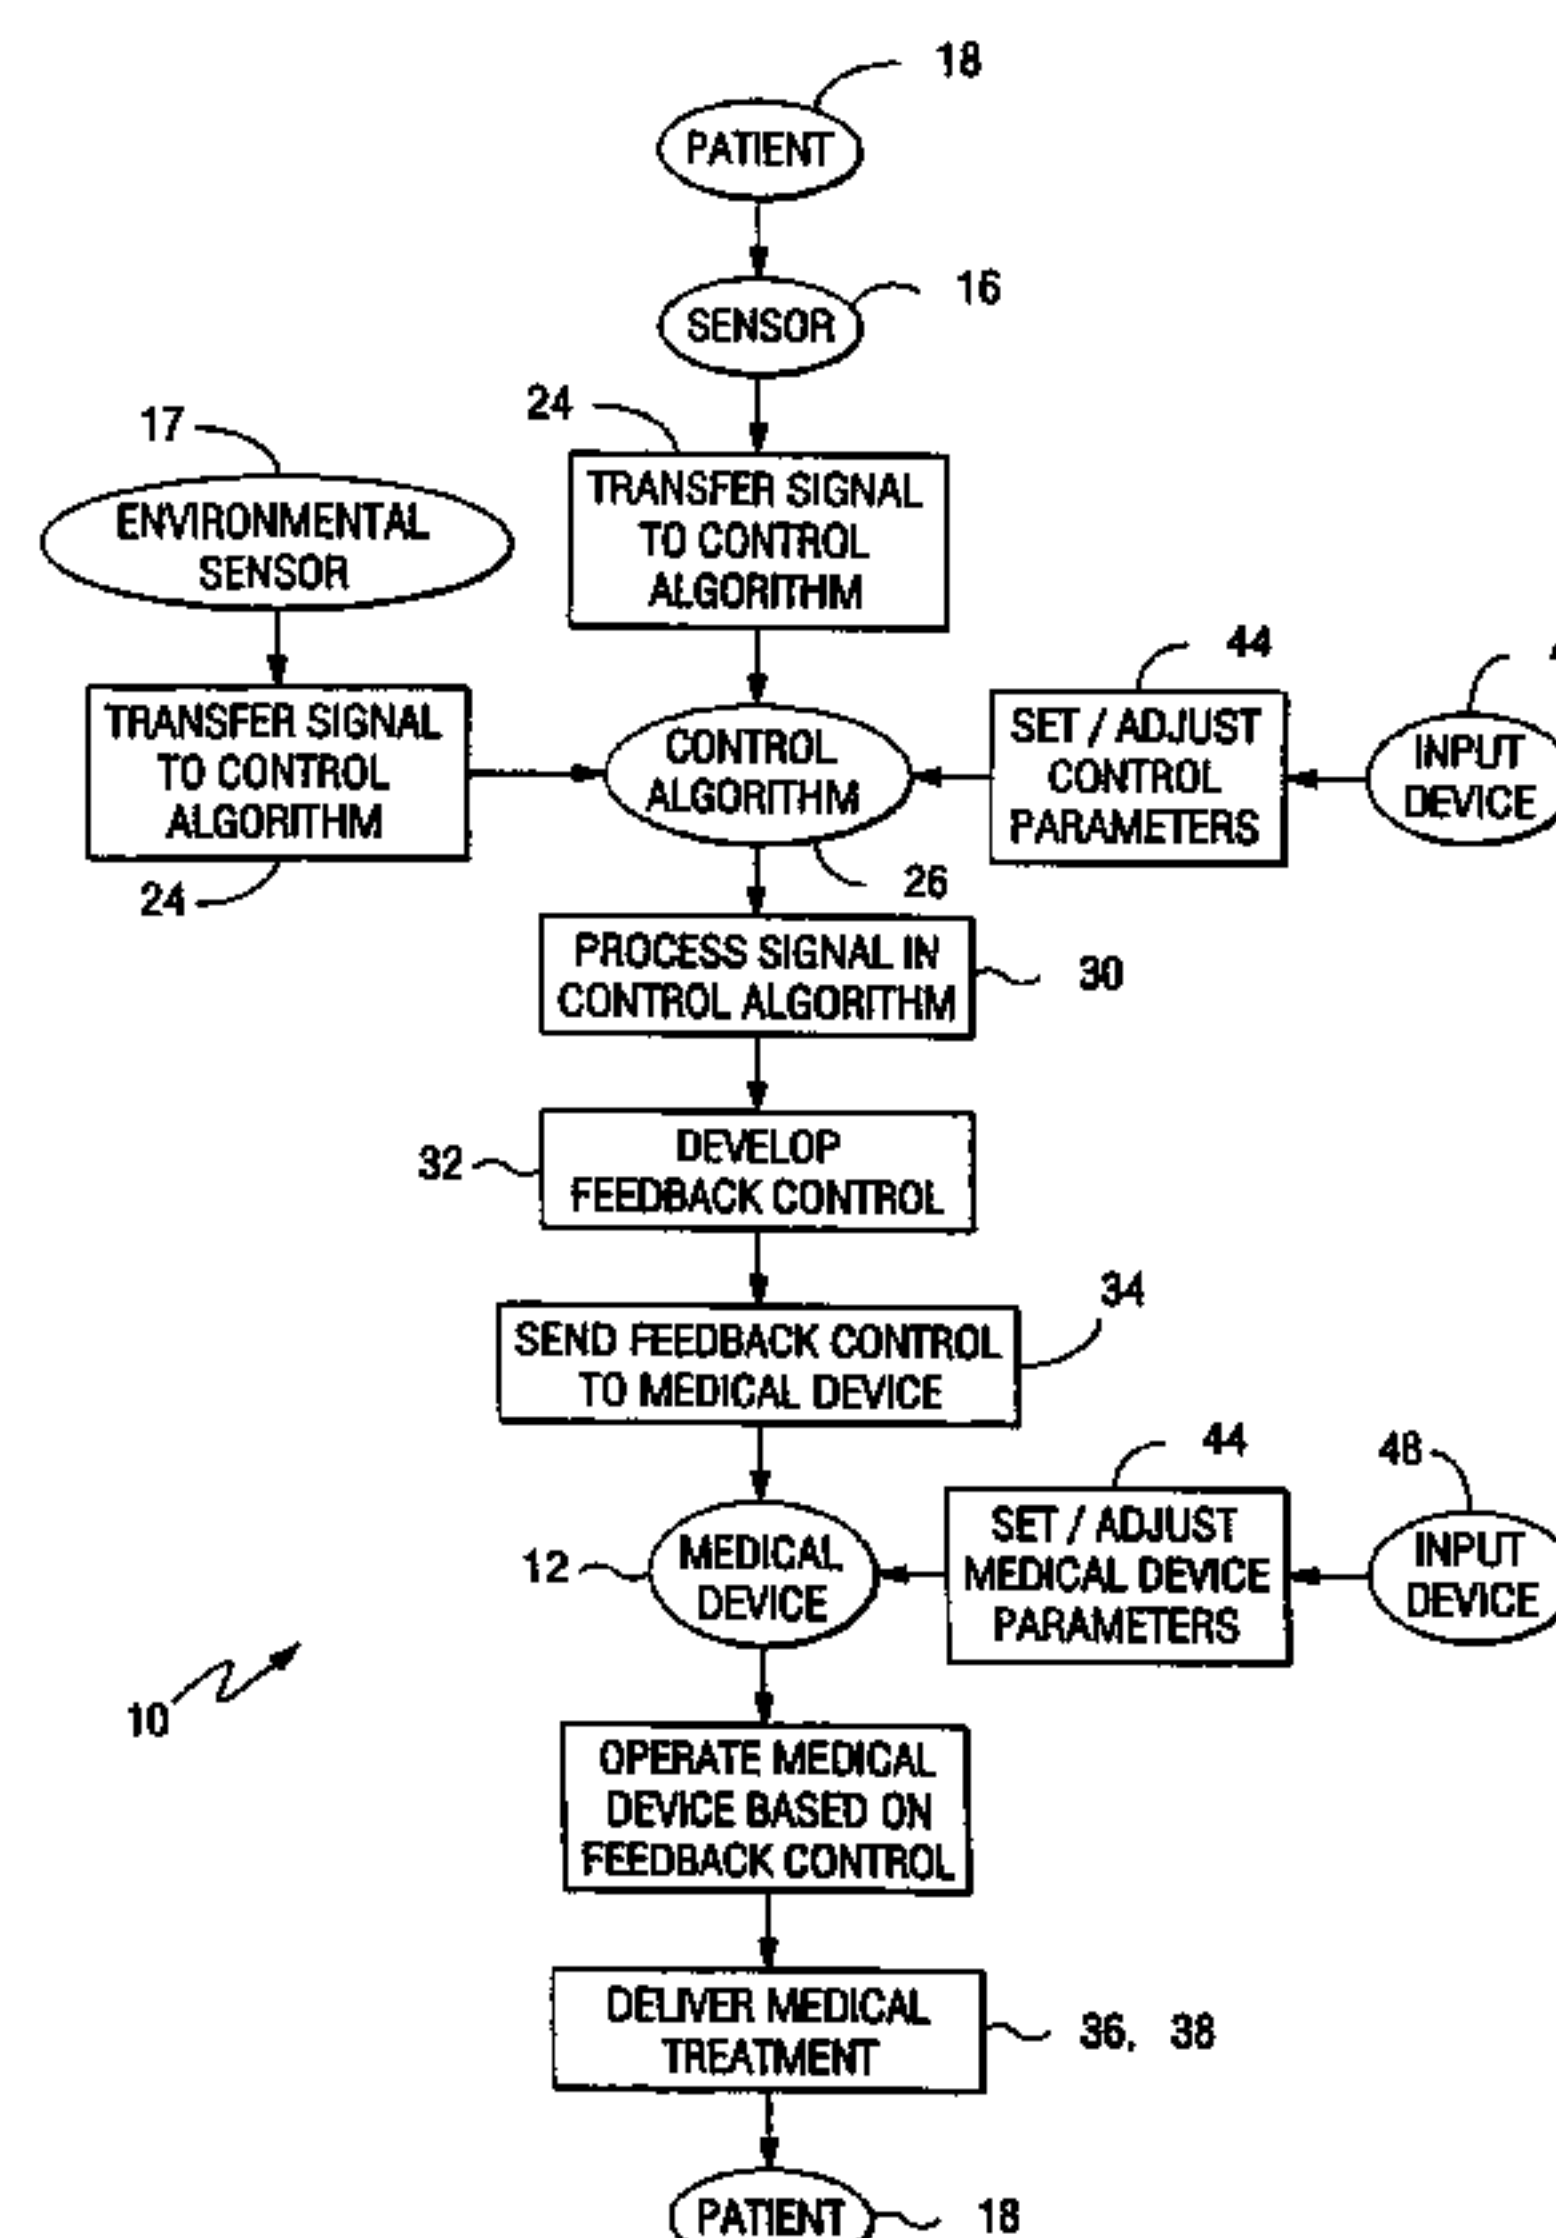 18
PATIENT
16
SENSOR
24
TRANSFER SIGNAL
TO CONTROL
ALGORITHM
17
ENVIRONMENTAL
SENSOR
TRANSFER SIGNAL
TO CONTROL
ALGORITHM
24
CONTROL
ALGORITHM
26
44
SET / ADJUST
CONTROL
PARAMETERS
INPUT
DEVICE
PROCESS SIGNAL IN
CONTROL ALGORITHM
30
32
DEVELOP
FEEDBACK CONTROL
34
SEND FEEDBACK CONTROL
TO MEDICAL DEVICE
12
MEDICAL
DEVICE
44
SET / ADJUST
MEDICAL DEVICE
PARAMETERS
48
INPUT
DEVICE
10
OPERATE MEDICAL
DEVICE BASED ON
FEEDBACK CONTROL
DELIVER MEDICAL
TREATMENT
36, 38
PATIENT
18